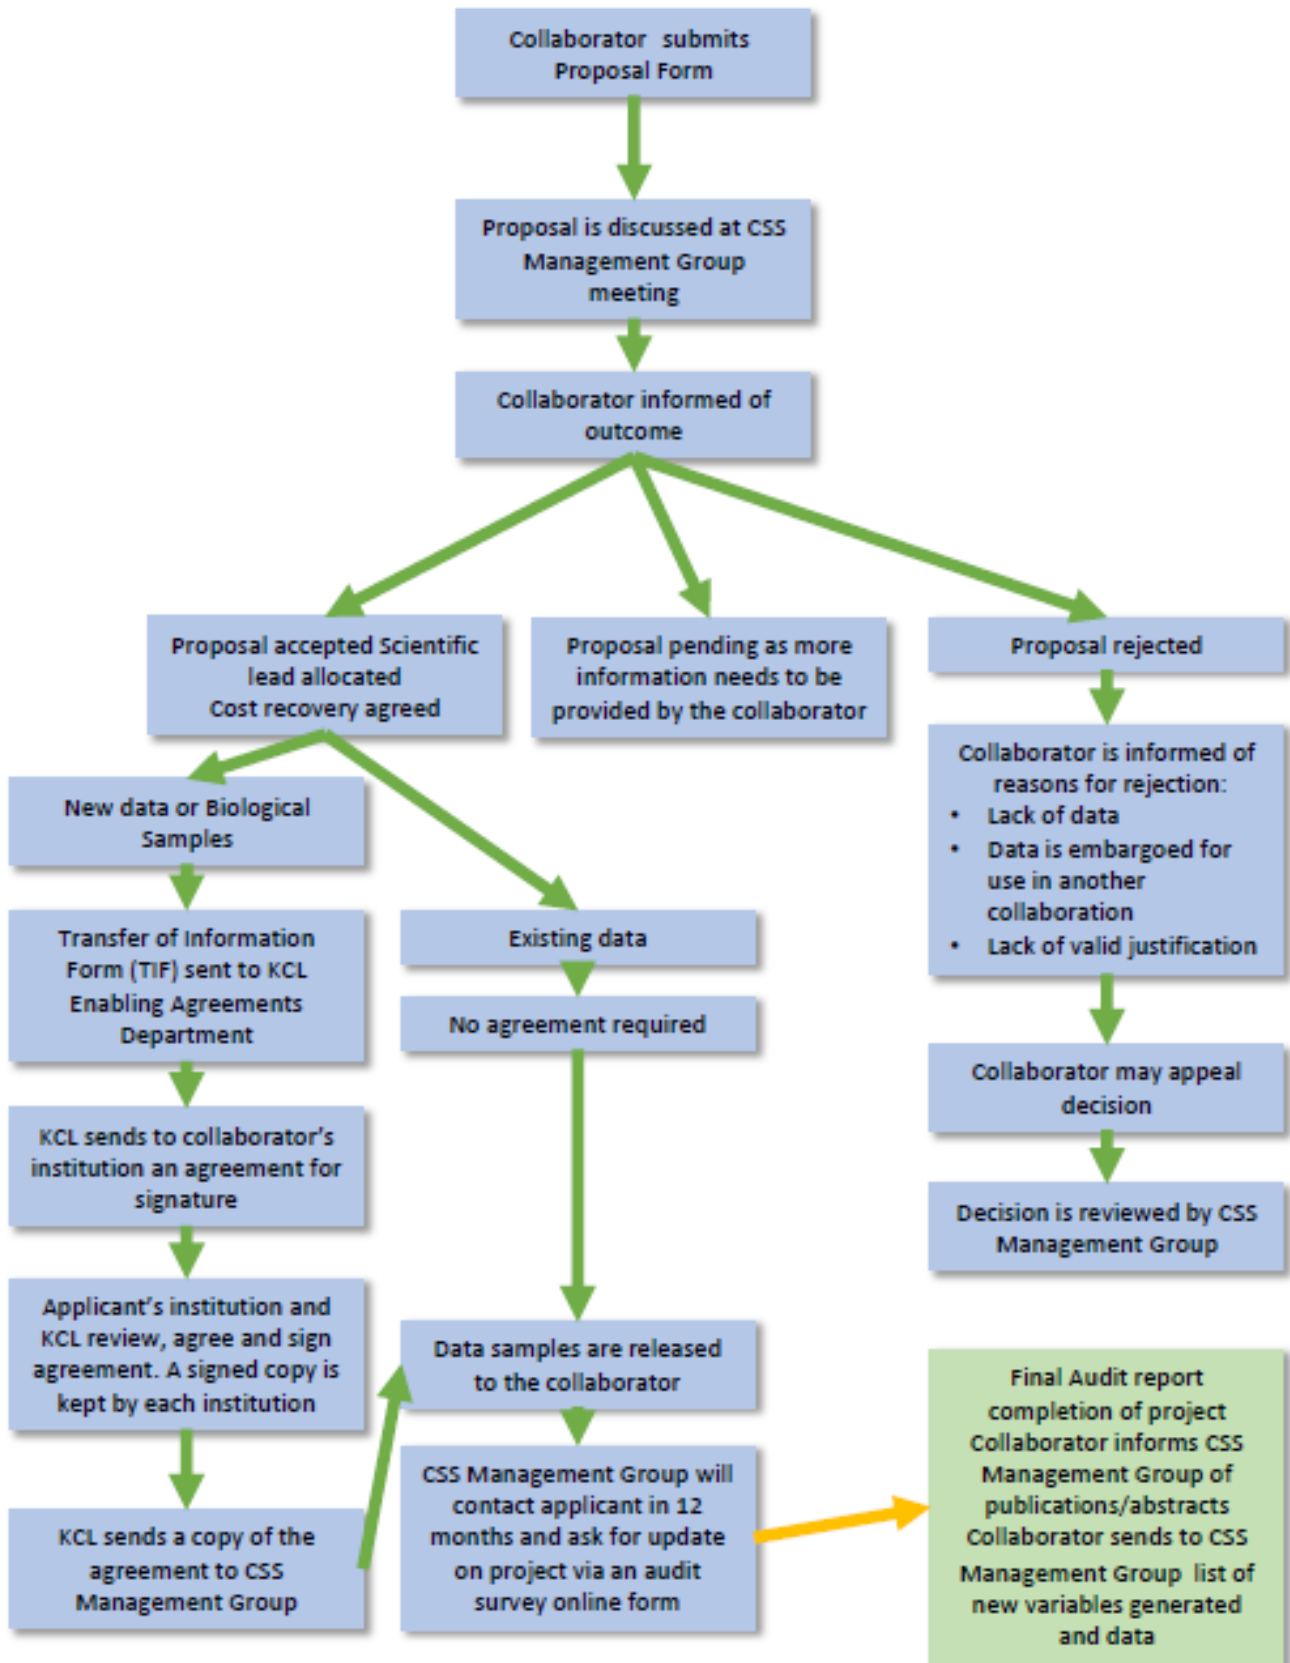 Collaborator submits
Proposal Form
Proposal is discussed at CSS
Management Group
meeting
Collaborator informed of
outcome
Proposal accepted Scientific
lead allocated
Cost recovery agreed
Proposal pending as more
information needs to be
provided by the collaborator
Proposal rejected
New data or Biological
Samples
Transfer of Information
Form (TIF) sent to KCL
Enabling Agreements
Department
KCL sends to collaborator's
institution an agreement for
signature
Applicant's institution and
KCL review, agree and sign
agreement. A signed copy is
kept by each institution
KCL sends a copy of the
agreement to CSS
Management Group
Existing data
No agreement required
Data samples are released
to the collaborator
CSS Management Group will
contact applicant in 12
months and ask for update
on project via an audit
survey online form
Collaborator is informed of
reasons for rejection:
• Lack of data
• Data is embargoed for
use in another
collaboration
• Lack of valid justification
Collaborator may appeal
decision
Decision is reviewed by CSS
Management Group
Final Audit report
completion of project
Collaborator informs CSS
Management Group of
publications/abstracts
Collaborator sends to CSS
Management Group list of
new variables generated
and data